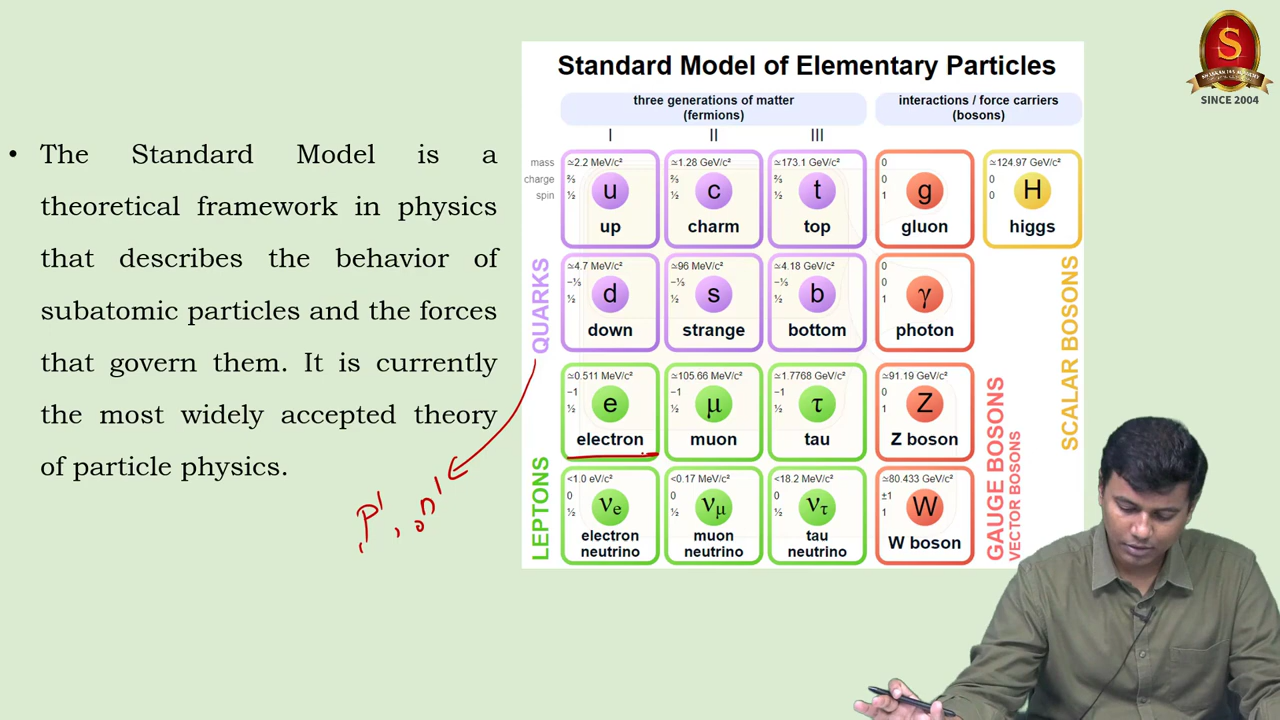 • The Standard Model is a
theoretical framework in physics
that describes the behavior of
subatomic particles and the forces
that govern them. It is currently
the most widely accepted theory
of particle physics.
₁p¹, ₀n¹
Standard Model of Elementary Particles
three generations of matter
(fermions)
interactions / force carriers
(bosons)
I II III
mass ≃2.2 MeV/c² ≃1.28 GeV/c² ≃173.1 GeV/c² 0 ≃124.97 GeV/c²
charge ⅔ ⅔ ⅔ 0 0
spin ½ ½ ½ 1 0
u c t g H
up charm top gluon higgs
QUARKS
≃4.7 MeV/c² ≃96 MeV/c² ≃4.18 GeV/c² 0
−⅓ −⅓ −⅓ 0
½ ½ ½ 1
d s b γ
down strange bottom photon
≃0.511 MeV/c² ≃105.66 MeV/c² ≃1.7768 GeV/c² ≃91.19 GeV/c²
−1 −1 −1 0
½ ½ ½ 1
e μ τ Z
electron muon tau Z boson
LEPTONS
<1.0 eV/c² <0.17 MeV/c² <18.2 MeV/c² ≃80.433 GeV/c²
0 0 0 ±1
½ ½ ½ 1
νe νμ ντ W
electron muon tau W boson
neutrino neutrino neutrino
GAUGE BOSONS
VECTOR BOSONS
SCALAR BOSONS
S
SINCE 2004